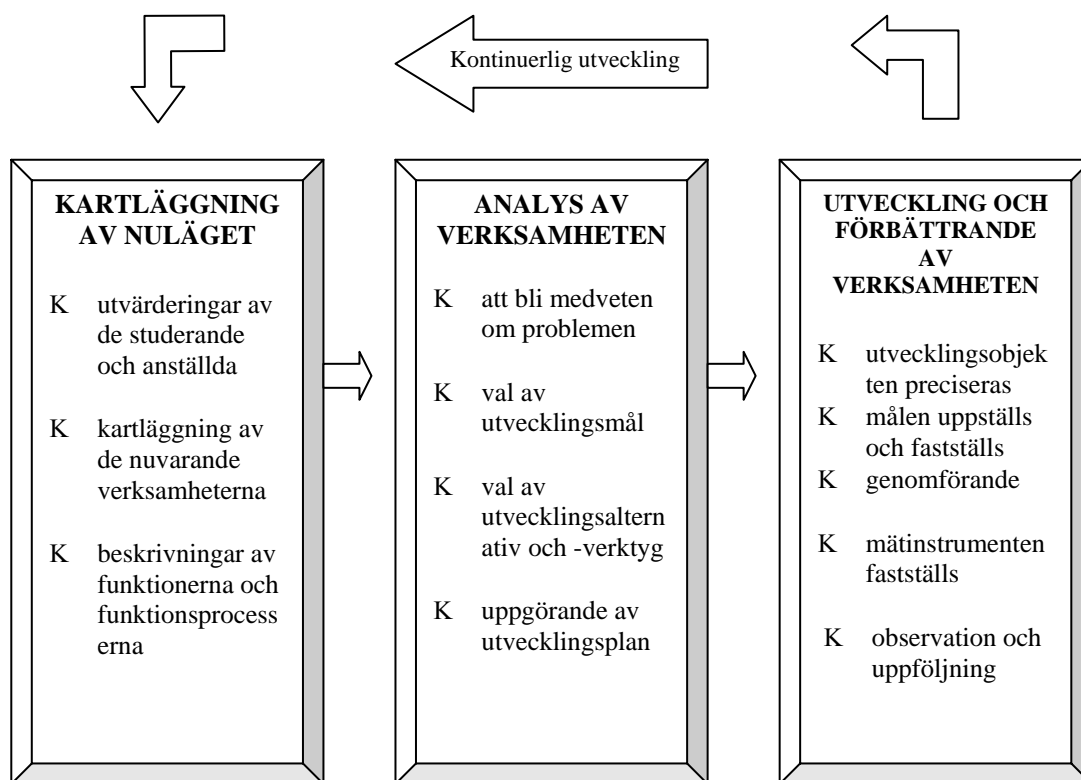 Kontinuerlig utveckling
KARTLÄGGNING
AV NULÄGET
K utvärderingar av
de studerande
och anställda
K kartläggning av
de nuvarande
verksamheterna
K beskrivningar av
funktionerna och
funktionsprocess
erna
ANALYS AV
VERKSAMHETEN
K att bli medveten
om problemen
K val av
utvecklingsmål
K val av
utvecklingsaltern
ativ och -verktyg
K uppgörande av
utvecklingsplan
UTVECKLING OCH
FÖRBÄTTRANDE
AV
VERKSAMHETEN
K utvecklingsobjek
ten preciseras
K målen uppställs
och fastställs
K genomförande
K mätinstrumenten
fastställs
K observation och
uppföljning